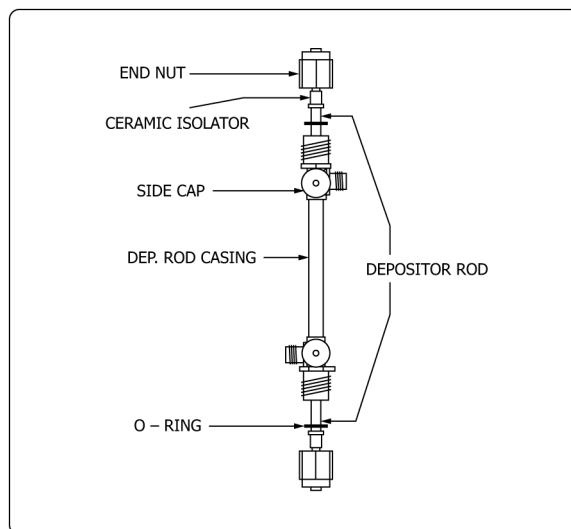 END NUT
CERAMIC ISOLATOR
SIDE CAP
DEP. ROD CASING
DEPOSITOR ROD
O – RING